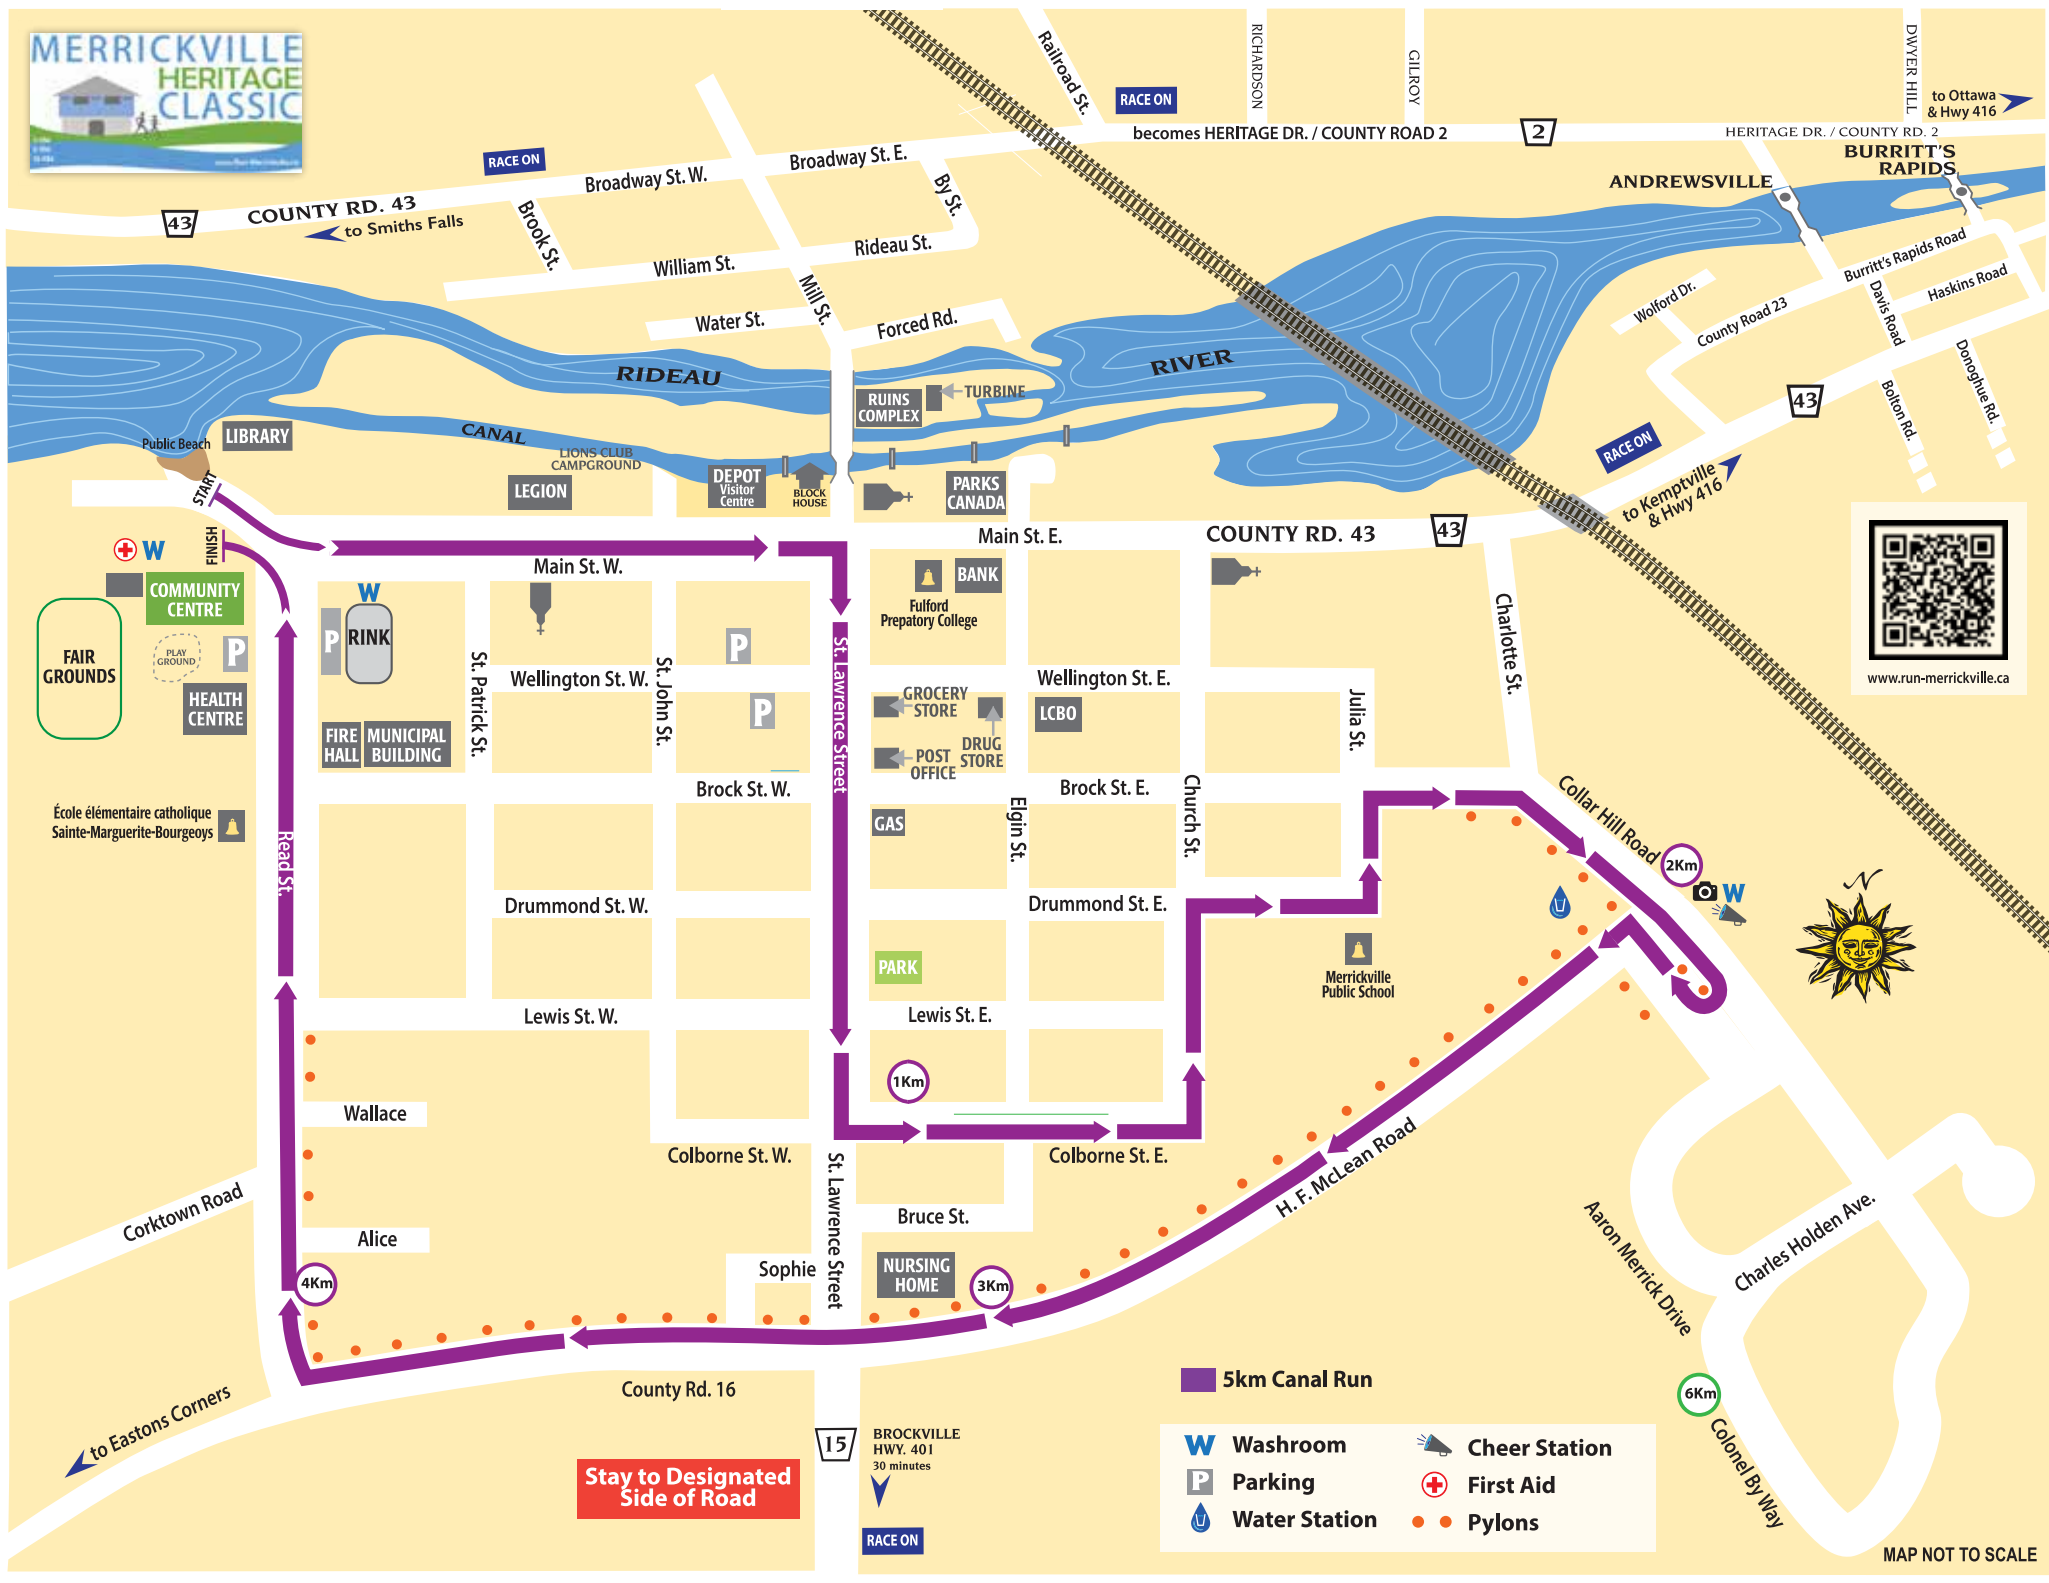 MERRICKVILLE
HERITAGE
CLASSIC
RACE ON
Broadway St. W.
Broadway St. E.
43
COUNTY RD. 43
to Smiths Falls
Brook St.
By St.
Rideau St.
William St.
Mill St.
Water St.
Forced Rd.
Railroad St.
RACE ON
RICHARDSON
GILROY
DWYER HILL
to Ottawa
& Hwy 416
becomes HERITAGE DR. / COUNTY ROAD 2
2
HERITAGE DR. / COUNTY RD. 2
BURRITT'S
RAPIDS
ANDREWSVILLE
Burritt's Rapids Road
Haskins Road
Wolford Dr.
County Road 23
Davis Road
Donoghue Rd.
Bolton Rd.
43
RACE ON
to Kemptville
& Hwy 416
RIDEAU
RIVER
CANAL
RUINS
COMPLEX
TURBINE
Public Beach
LIBRARY
LIONS CLUB
CAMPGROUND
LEGION
DEPOT
Visitor
Centre
BLOCK
HOUSE
PARKS
CANADA
START
FINISH
Main St. W.
Main St. E.
COUNTY RD. 43
43
W
COMMUNITY
CENTRE
FAIR
GROUNDS
PLAY
GROUND
P
HEALTH
CENTRE
W
P
RINK
FIRE
HALL
MUNICIPAL
BUILDING
St. Patrick St.
Wellington St. W.
St. John St.
P
P
St. Lawrence Street
Fulford
Prepatory College
BANK
Wellington St. E.
GROCERY
STORE
DRUG
STORE
POST
OFFICE
LCBO
Julia St.
Charlotte St.
www.run-merrickville.ca
École élémentaire catholique
Sainte-Marguerite-Bourgeoys
Read St.
Brock St. W.
Brock St. E.
GAS
Elgin St.
Church St.
Collar Hill Road
2Km
W
N
Drummond St. W.
Drummond St. E.
PARK
Merrickville
Public School
Lewis St. W.
Lewis St. E.
1Km
Wallace
Colborne St. W.
Colborne St. E.
St. Lawrence Street
H. F. McLean Road
Corktown Road
Alice
Bruce St.
Sophie
NURSING
HOME
3Km
4Km
Aaron Merrick Drive
Charles Holden Ave.
6Km
Colonel By Way
County Rd. 16
to Eastons Corners
15
BROCKVILLE
HWY. 401
30 minutes
RACE ON
Stay to Designated
Side of Road
5km Canal Run
W Washroom
P Parking
Water Station
Cheer Station
First Aid
Pylons
MAP NOT TO SCALE